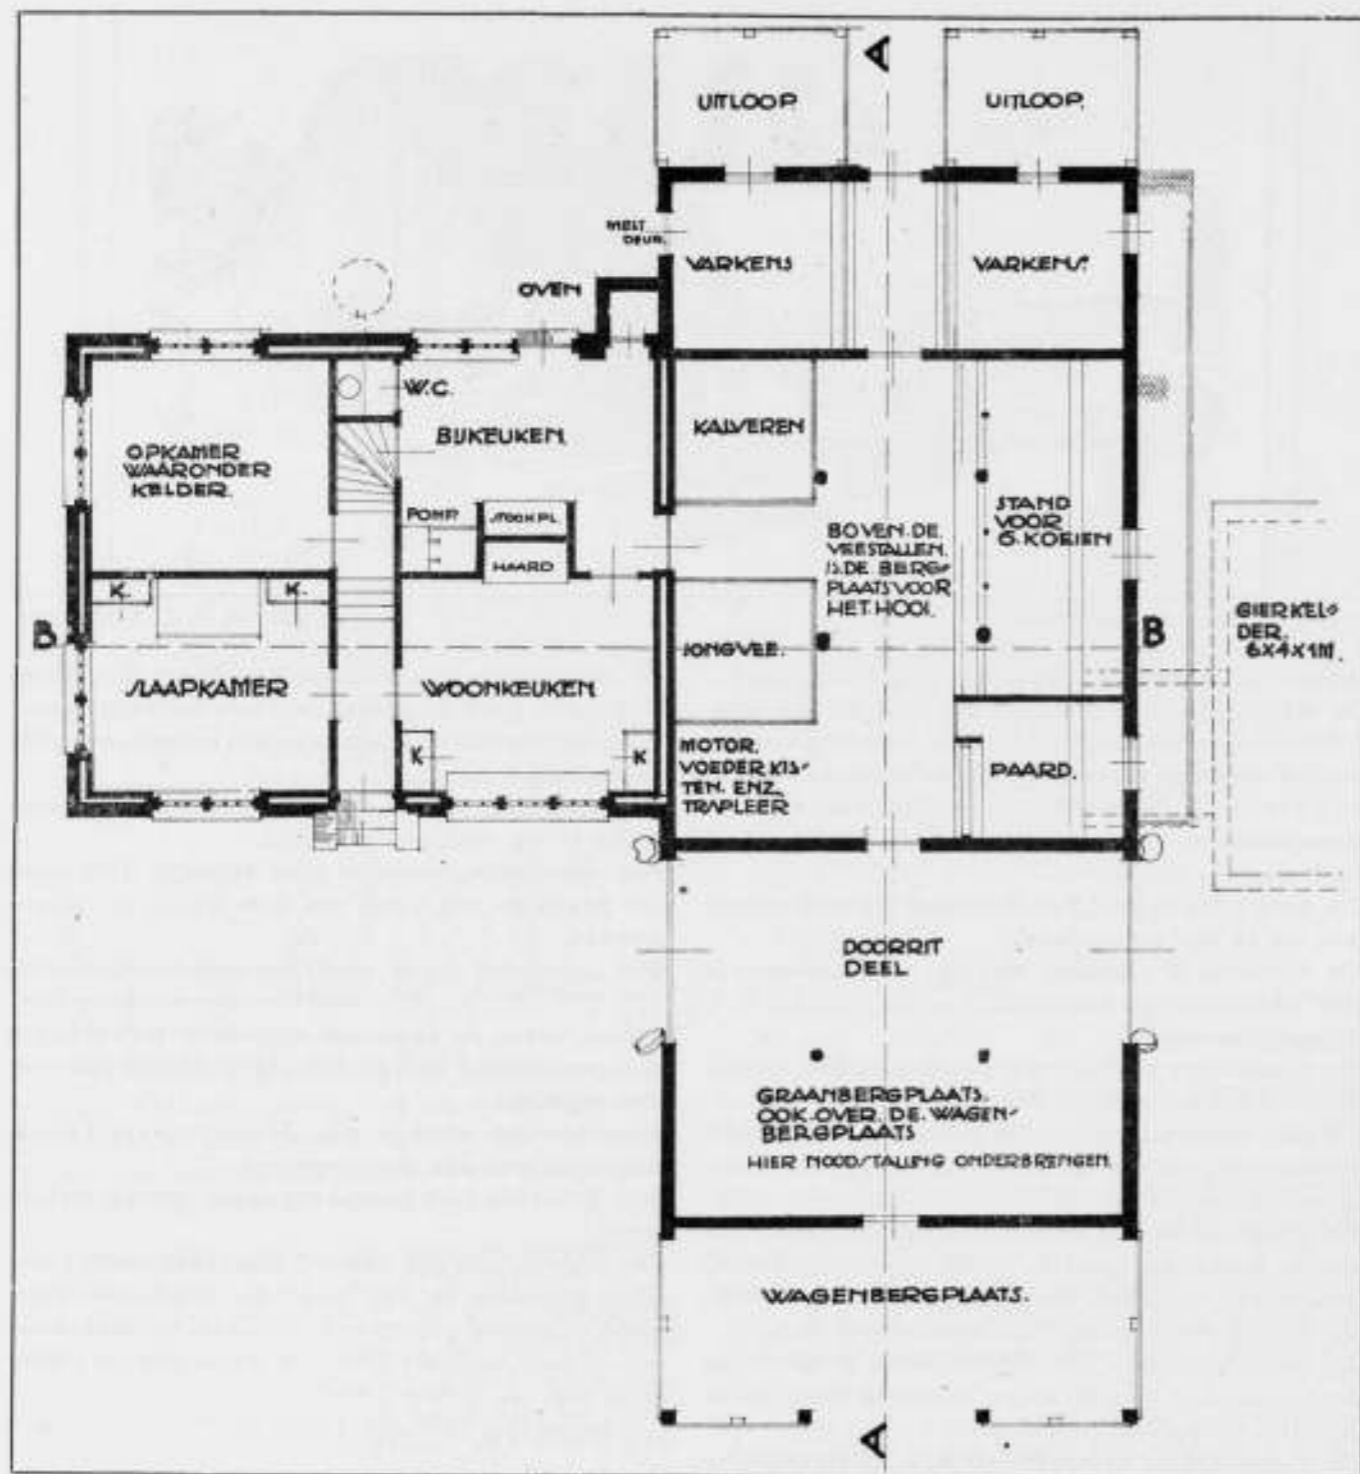 A
UITLOOP.
UITLOOP.
MELT
DEUR.
VARKENS
VARKENS.
OVEN
W.C.
BIJKEUKEN.
KALVEREN
OPKAMER
WAARONDER
KELDER.
POMP.
STOOKPL.
HAARD
STAND
VOOR
6. KOEIEN
BOVEN. DE.
VEESTALLEN.
IS. DE BERG-
PLAATS VOOR
HET HOOI.
K.
K.
B
B
GIERKEL-
DER.
6X4X1M.
JONGVEE.
SLAAPKAMER
WOONKEUKEN.
K
K
MOTOR.
VOEDER KIS-
TEN. ENZ.
TRAPLEER
PAARD.
DOORRIT
DEEL
GRAANBERGPLAATS.
OOK. OVER. DE. WAGEN-
BERGPLAATS
HIER NOODSTALLING ONDERBRENGEN.
WAGENBERGPLAATS.
A